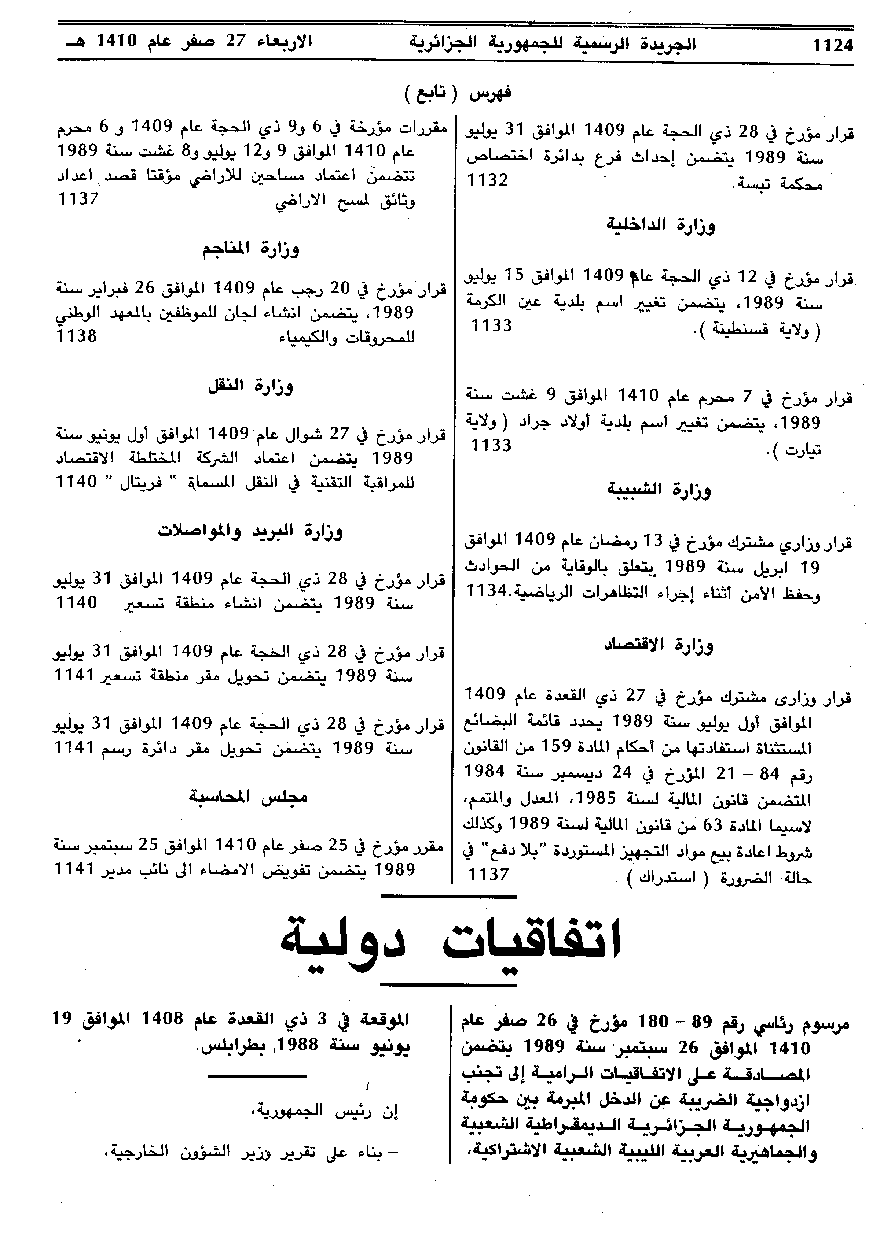 1124
الجريدة الرسمية للجمهورية الجزائرية
الاربعاء 27 صفر عام 1410 هـ
فهرس ( تابع )
قرار مؤرخ في 28 ذي الحجة عام 1409 الموافق 31 يوليو
سنة 1989 يتضمن إحداث فرع بدائرة اختصاص
محكمة تبسة. 1132
وزارة الداخلية
قرار مؤرخ في 12 ذي الحجة عام 1409 الموافق 15 يوليو
سنة 1989، يتضمن تغيير اسم بلدية عين الكرمة
( ولاية قسنطينة ). 1133
قرار مؤرخ في 7 محرم عام 1410 الموافق 9 غشت سنة
1989، يتضمن تغيير اسم بلدية أولاد جراد ( ولاية
تيارت ). 1133
وزارة الشبيبة
قرار وزاري مشترك مؤرخ في 13 رمضان عام 1409 الموافق
19 ابريل سنة 1989 يتعلق بالوقاية من الحوادث
وحفظ الأمن أثناء إجراء التظاهرات الرياضية. 1134
وزارة الاقتصاد
قرار وزارى مشترك مؤرخ في 27 ذي القعدة عام 1409
الموافق أول يوليو سنة 1989 يحدد قائمة البضائع
المستثناة استفادتها من أحكام المادة 159 من القانون
رقم 84 - 21 المؤرخ في 24 ديسمبر سنة 1984
المتضمن قانون المالية لسنة 1985، المعدل والمتمم،
لاسيما المادة 63 من قانون المالية لسنة 1989 وكذلك
شروط اعادة بيع مواد التجهيز المستوردة "بلا دفع" في
حالة الضرورة ( استدراك ) 1137
مقررات مؤرخة في 6 و9 ذي الحجة عام 1409 و 6 محرم
عام 1410 الموافق 9 و12 يوليو و8 غشت سنة 1989
تتضمن اعتماد مساحين للأراضي مؤقتا قصد اعداد
وثائق لمسح الاراضي 1137
وزارة المناجم
قرار مؤرخ في 20 رجب عام 1409 الموافق 26 فبراير سنة
1989، يتضمن انشاء لجان للموظفين بالمعهد الوطني
للمحروقات والكيمياء 1138
وزارة النقل
قرار مؤرخ في 27 شوال عام 1409 الموافق أول يونيو سنة
1989 يتضمن اعتماد الشركة المختلطة الاقتصاد
للمراقبة التقنية في النقل المسماة " فريتال " 1140
وزارة البريد والمواصلات
قرار مؤرخ في 28 ذي الحجة عام 1409 الموافق 31 يوليو
سنة 1989 يتضمن انشاء منطقة تسعير 1140
قرار مؤرخ في 28 ذي الحجة عام 1409 الموافق 31 يوليو
سنة 1989 يتضمن تحويل مقر منطقة تسعير 1141
قرار مؤرخ في 28 ذي الحجة عام 1409 الموافق 31 يوليو
سنة 1989 يتضمن تحويل مقر دائرة رسم 1141
مجلس المحاسبة
مقرر مؤرخ في 25 صفر عام 1410 الموافق 25 سبتمبر سنة
1989 يتضمن تفويض الامضاء الى نائب مدير 1141
اتفاقيات دولية
مرسوم رئاسي رقم 89 - 180 مؤرخ في 26 صفر عام
1410 الموافق 26 سبتمبر سنة 1989 يتضمن
المصادقة على الاتفاقيات الرامية إلى تجنب
ازدواجية الضريبة عن الدخل المبرمة بين حكومة
الجمهورية الجزائرية الديمقراطية الشعبية
والجماهيرية العربية الليبية الشعبية الاشتراكية،
الموقعة في 3 ذي القعدة عام 1408 الموافق 19
يونيو سنة 1988, بطرابلس.
إن رئيس الجمهورية،
- بناء على تقرير وزير الشؤون الخارجية،